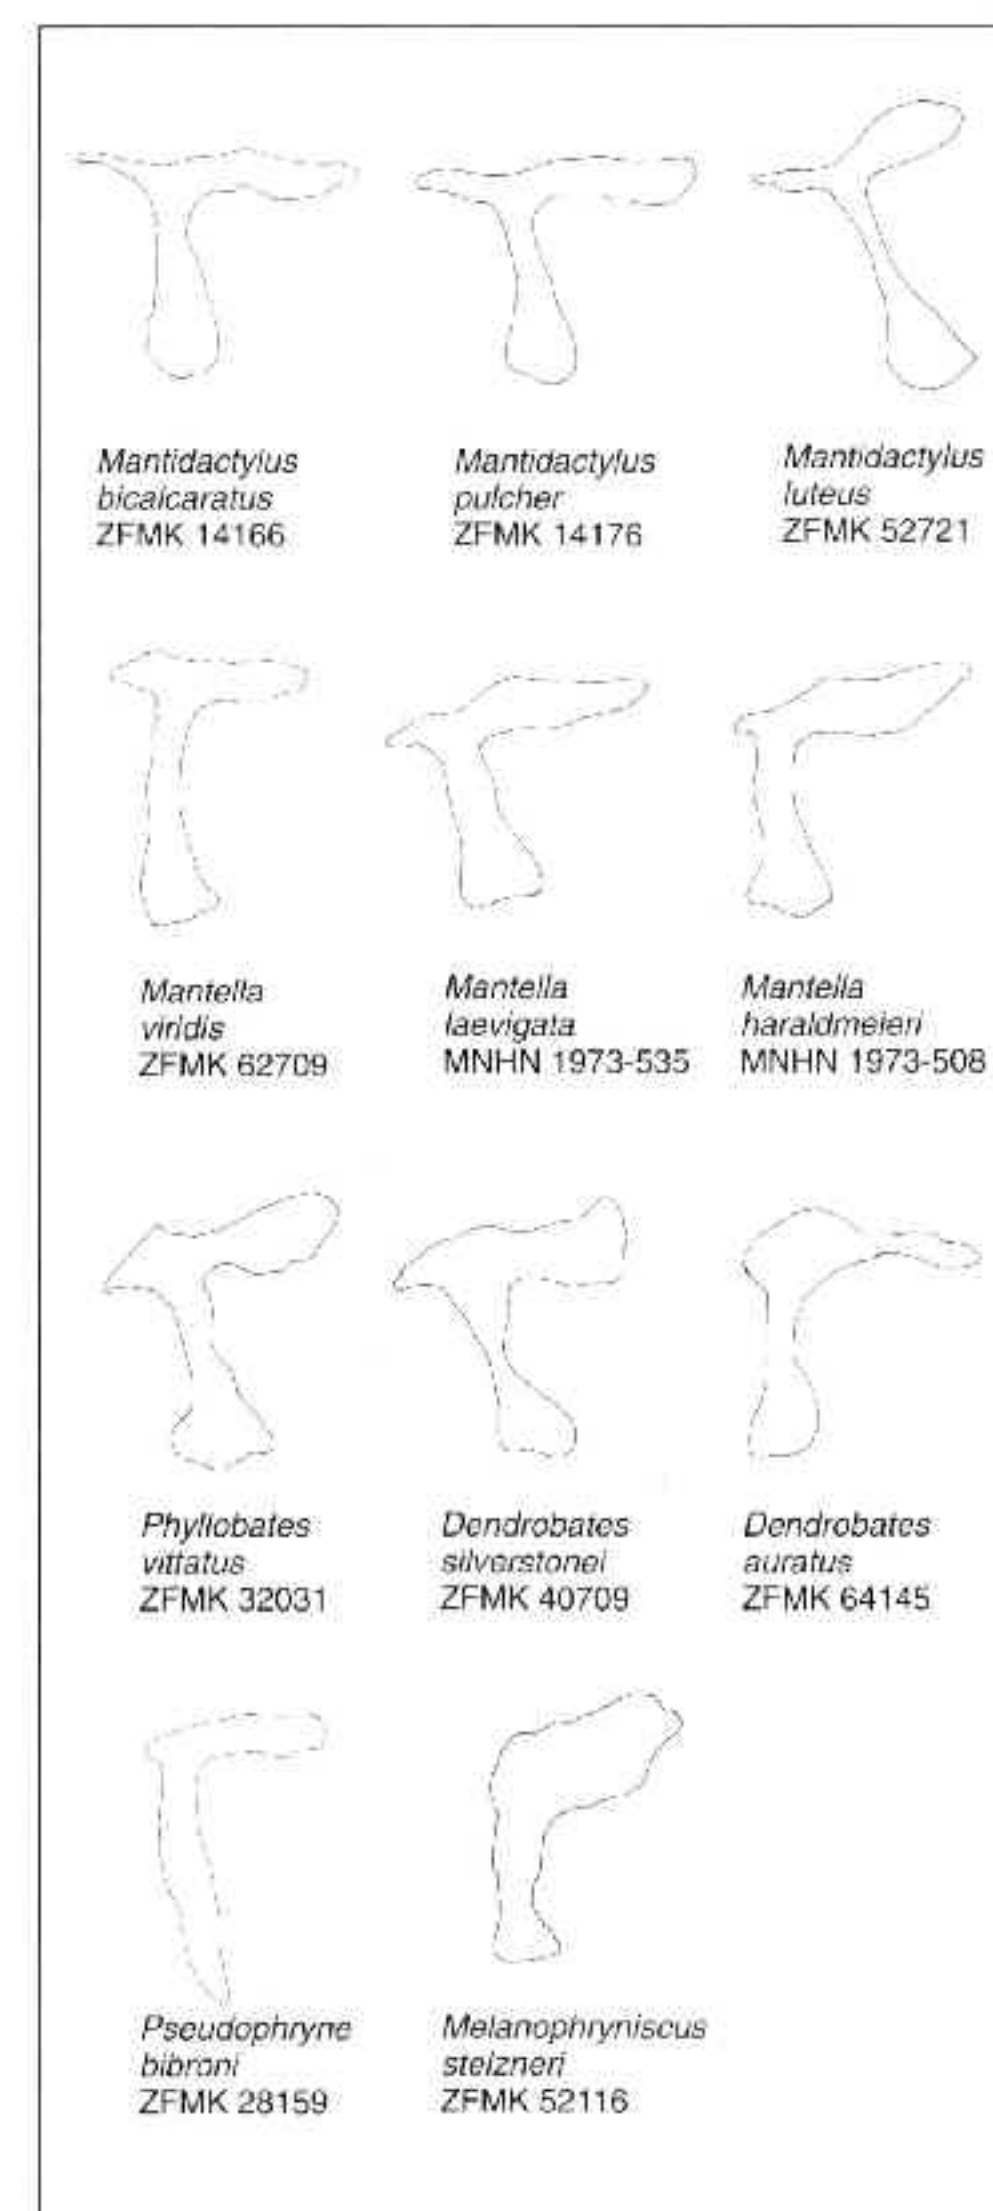 Mantidactylus
bicalcaratus
ZFMK 14166
Mantidactylus
pulcher
ZFMK 14176
Mantidactylus
luteus
ZFMK 52721
Mantella
viridis
ZFMK 62709
Mantella
laevigata
MNHN 1973-535
Mantella
haraldmeieri
MNHN 1973-508
Phyllobates
vittatus
ZFMK 32031
Dendrobates
silverstonei
ZFMK 40709
Dendrobates
auratus
ZFMK 64145
Pseudophryne
bibroni
ZFMK 28159
Melanophryniscus
stelzneri
ZFMK 52116